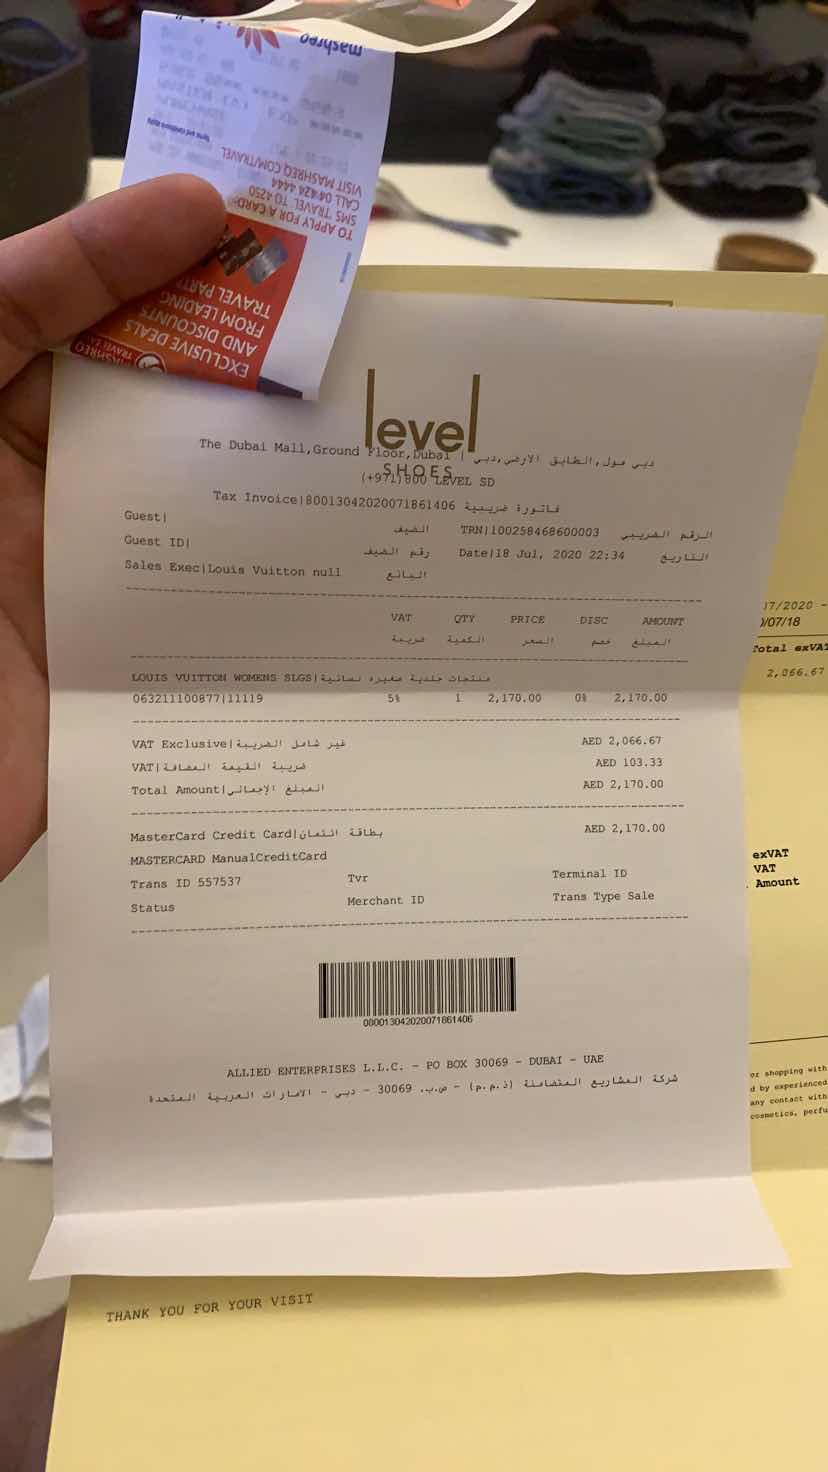 mashreq
Terms and conditions apply
VISIT MASHREQ.COM/TRAVEL
CALL 04 424 4444
SMS 'TRAVEL' TO 4250
TO APPLY FOR A CARD
TRAVEL
FROM LEADING
AND DISCOUNTS
EXCLUSIVE DEALS
level
SHOES
The Dubai Mall,Ground Floor,Dubai | دبي مول,الطابق الارضي,دبي
(+971)800 LEVEL SD
Tax Invoice|80013042020071861406 فاتورة ضريبية
Guest| الضيف TRN|100258468600003 الرقم الضريبي
Guest ID| رقم الضيف Date|18 Jul, 2020 22:34 التاريخ
Sales Exec|Louis Vuitton null البائع
VAT QTY PRICE DISC AMOUNT
ضريبة الكمية السعر خصم المبلغ
LOUIS VUITTON WOMENS SLGS|منتجات جلدية صغيره نسائية
063211100877|11119 5% 1 2,170.00 0% 2,170.00
VAT Exclusive|غير شامل الضريبة AED 2,066.67
VAT|ضريبة القيمة المضافة AED 103.33
Total Amount|المبلغ الإجمالي AED 2,170.00
MasterCard Credit Card|بطاقة ائتمان AED 2,170.00
MASTERCARD ManualCreditCard
Trans ID 557537 Tvr Terminal ID
Status Merchant ID Trans Type Sale
080013042020071861406
ALLIED ENTERPRISES L.L.C. - PO BOX 30069 - DUBAI - UAE
شركة المشاريع المتضامنة (ذ.م.م) - ص.ب. 30069 - دبي - الامارات العربية المتحدة
THANK YOU FOR YOUR VISIT
17/2020 -
/07/18
Total exVAT
2,066.67
exVAT
VAT
Amount
shopping with
d by experienced
any contact with
cosmetics,